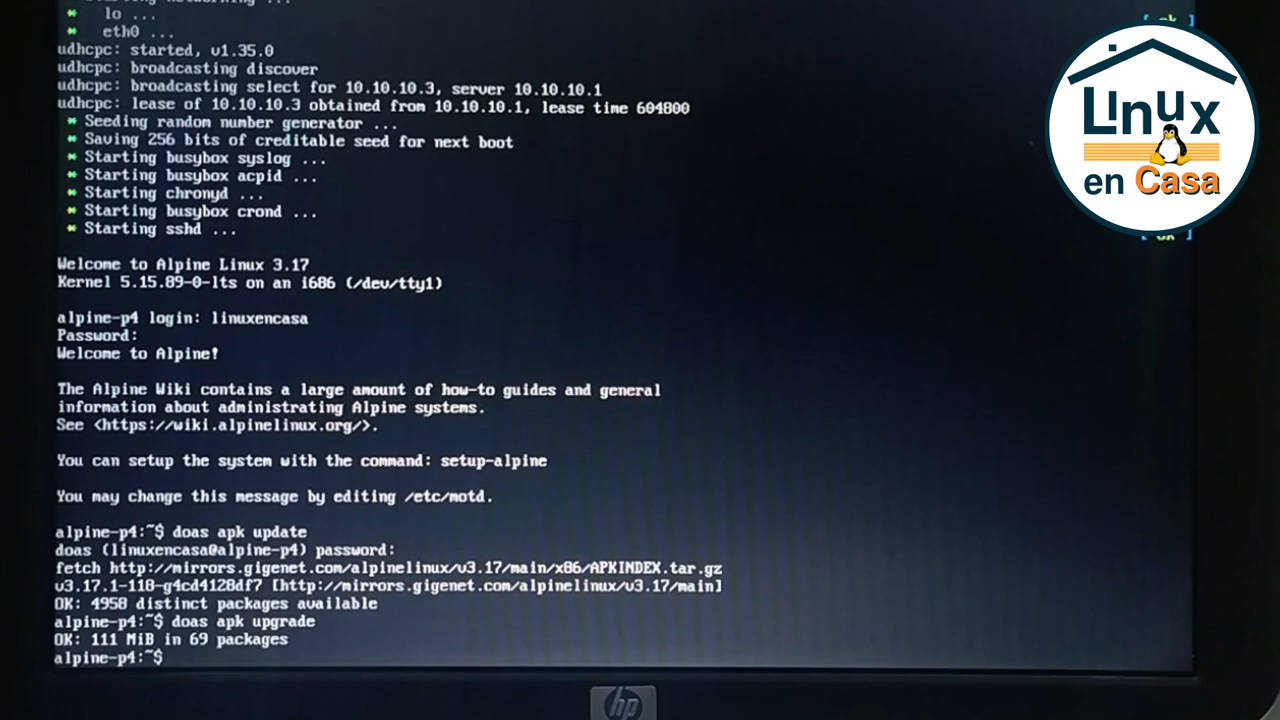 * lo ...
* eth0 ...
udhcpc: started, v1.35.0
udhcpc: broadcasting discover
udhcpc: broadcasting select for 10.10.10.3, server 10.10.10.1
udhcpc: lease of 10.10.10.3 obtained from 10.10.10.1, lease time 604800
* Seeding random number generator ...
* Saving 256 bits of creditable seed for next boot
* Starting busybox syslog ...
* Starting busybox acpid ...
* Starting chronyd ...
* Starting busybox crond ...
* Starting sshd ...
Linux
en Casa
Welcome to Alpine Linux 3.17
Kernel 5.15.89-0-lts on an i686 (/dev/tty1)
alpine-p4 login: linuxencasa
Password:
Welcome to Alpine!
The Alpine Wiki contains a large amount of how-to guides and general
information about administrating Alpine systems.
See <https://wiki.alpinelinux.org/>.
You can setup the system with the command: setup-alpine
You may change this message by editing /etc/motd.
alpine-p4:~$ doas apk update
doas (linuxencasa@alpine-p4) password:
fetch http://mirrors.gigenet.com/alpinelinux/v3.17/main/x86/APKINDEX.tar.gz
v3.17.1-118-g4cd4128df7 [http://mirrors.gigenet.com/alpinelinux/v3.17/main]
OK: 4958 distinct packages available
alpine-p4:~$ doas apk upgrade
OK: 111 MiB in 69 packages
alpine-p4:~$
hp